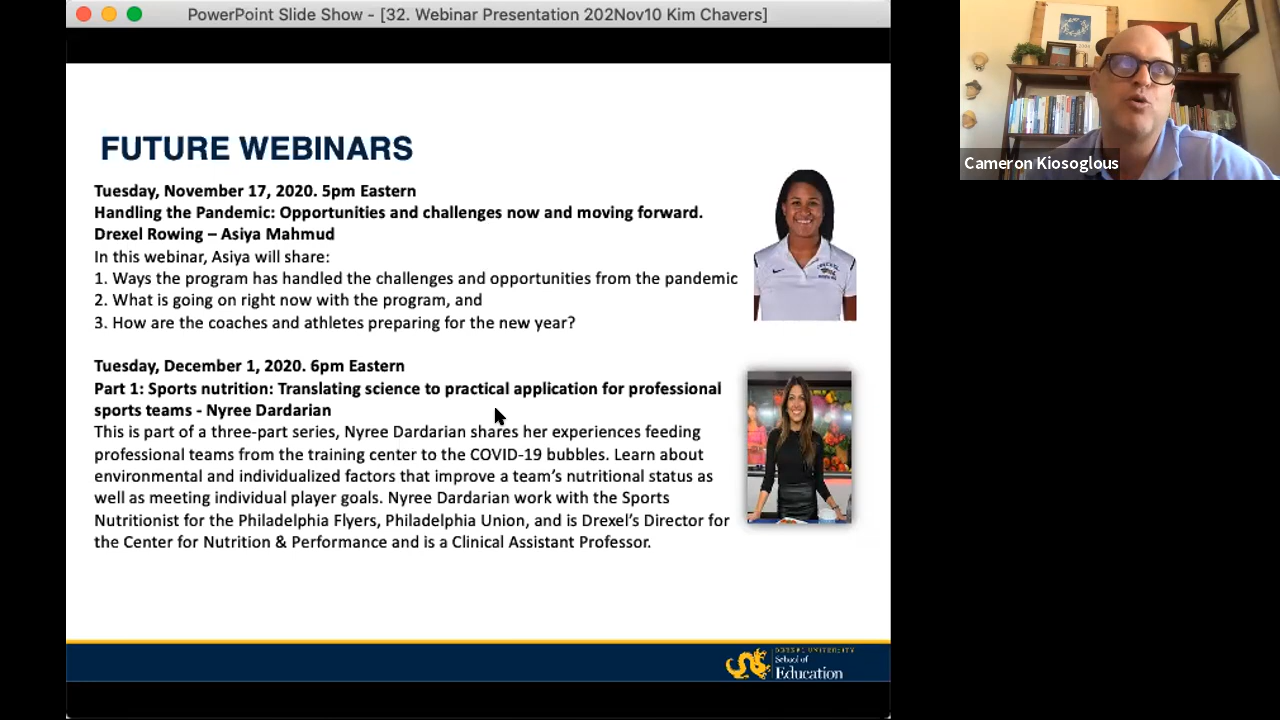 PowerPoint Slide Show - [32. Webinar Presentation 202Nov10 Kim Chavers]
FUTURE WEBINARS
Tuesday, November 17, 2020. 5pm Eastern
Handling the Pandemic: Opportunities and challenges now and moving forward.
Drexel Rowing – Asiya Mahmud
In this webinar, Asiya will share:
1. Ways the program has handled the challenges and opportunities from the pandemic
2. What is going on right now with the program, and
3. How are the coaches and athletes preparing for the new year?
Tuesday, December 1, 2020. 6pm Eastern
Part 1: Sports nutrition: Translating science to practical application for professional
sports teams - Nyree Dardarian
This is part of a three-part series, Nyree Dardarian shares her experiences feeding
professional teams from the training center to the COVID-19 bubbles. Learn about
environmental and individualized factors that improve a team's nutritional status as
well as meeting individual player goals. Nyree Dardarian work with the Sports
Nutritionist for the Philadelphia Flyers, Philadelphia Union, and is Drexel's Director for
the Center for Nutrition & Performance and is a Clinical Assistant Professor.
DREXEL UNIVERSITY
School of
Education
Cameron Kiosoglous
DREXEL